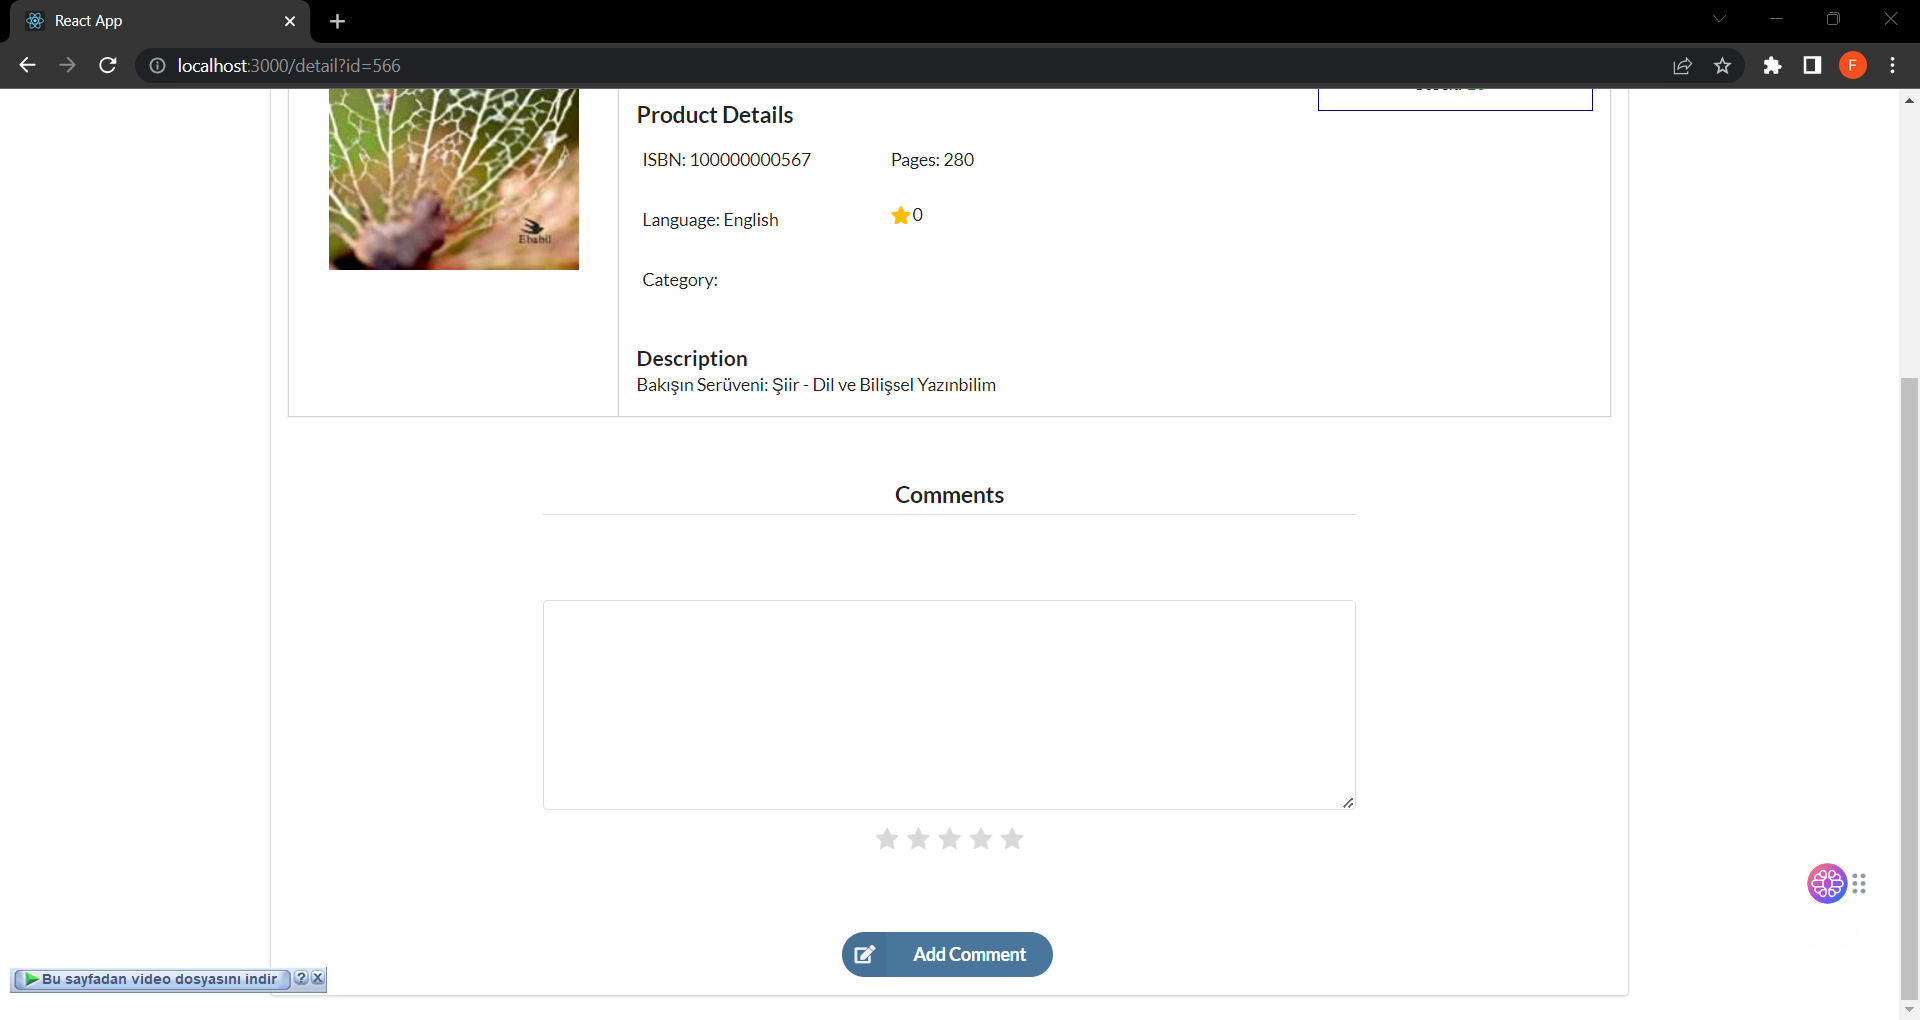 React App
localhost:3000/detail?id=566
F
Product Details
ISBN: 100000000567
Pages: 280
Language: English
0
Category:
Ebabil
Description
Bakışın Serüveni: Şiir - Dil ve Bilişsel Yazınbilim
Comments
Add Comment
Bu sayfadan video dosyasını indir
?